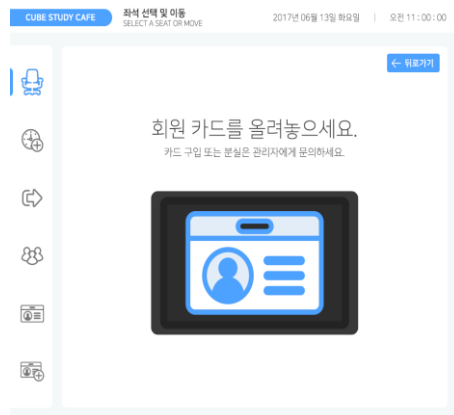 CUBE STUDY CAFE
좌석 선택 및 이동
SELECT A SEAT OR MOVE
2017년 06월 13일 화요일 | 오전 11 : 00 : 00
← 뒤로가기
회원 카드를 올려놓으세요.
카드 구입 또는 분실은 관리자에게 문의하세요.